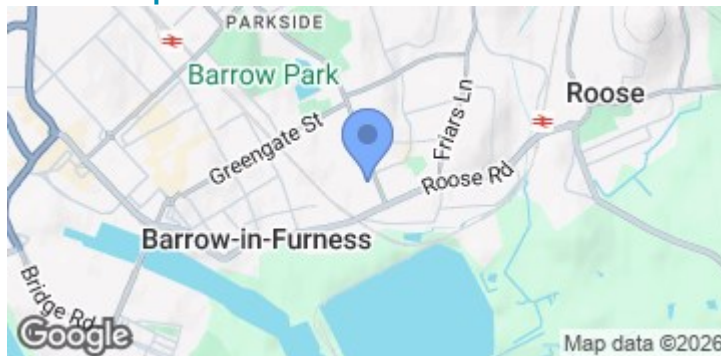 PARKSIDE
Barrow Park
Roose
Greengate St
Friars Ln
Roose Rd
Barrow-in-Furness
Bridge Rd
Google
Map data ©2026